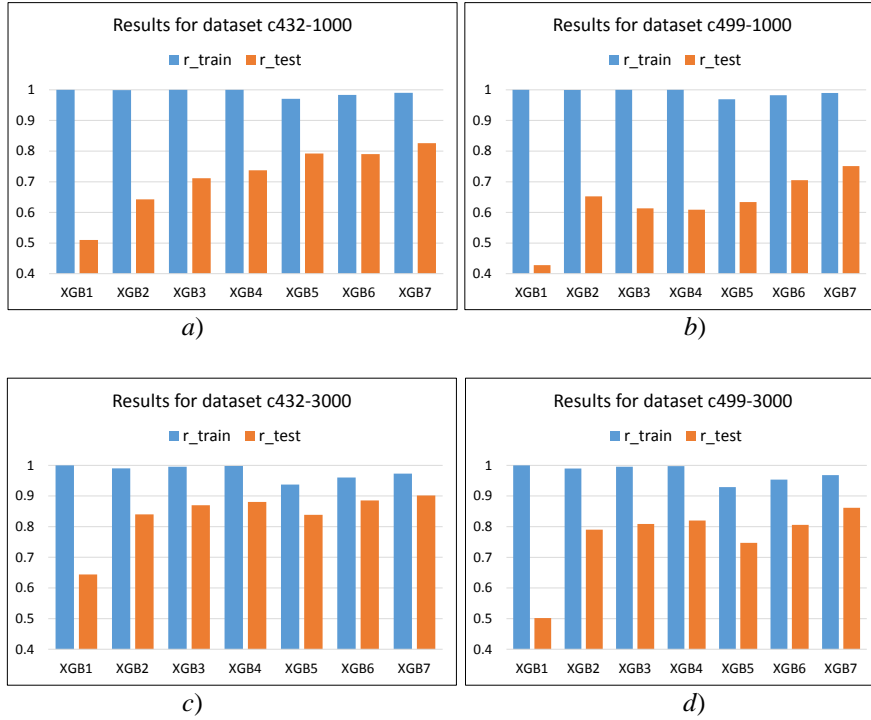 Results for dataset c432-1000
r_train r_test
1
0.9
0.8
0.7
0.6
0.5
0.4
XGB1 XGB2 XGB3 XGB4 XGB5 XGB6 XGB7
a)
Results for dataset c499-1000
r_train r_test
1
0.9
0.8
0.7
0.6
0.5
0.4
XGB1 XGB2 XGB3 XGB4 XGB5 XGB6 XGB7
b)
Results for dataset c432-3000
r_train r_test
1
0.9
0.8
0.7
0.6
0.5
0.4
XGB1 XGB2 XGB3 XGB4 XGB5 XGB6 XGB7
c)
Results for dataset c499-3000
r_train r_test
1
0.9
0.8
0.7
0.6
0.5
0.4
XGB1 XGB2 XGB3 XGB4 XGB5 XGB6 XGB7
d)